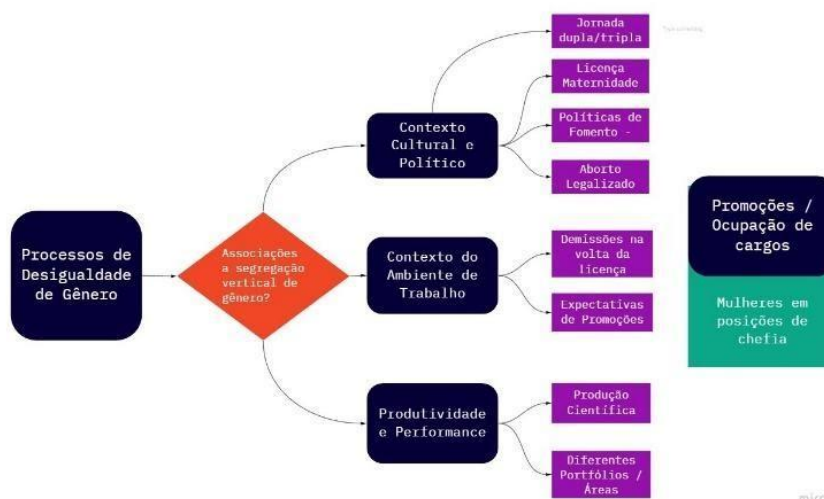 Jornada
dupla/tripla
Licença
Maternidade
Contexto
Cultural e
Político
Políticas de
Fomento -
Aborto
Legalizado
Promoções /
Ocupação de
cargos
Processos de
Desigualdade
de Gênero
Associações
a segregação
vertical de
gênero?
Contexto do
Ambiente de
Trabalho
Demissões na
volta da
licença
Expectativas
de Promoções
Mulheres em
posições de
chefia
Produtividade
e Performance
Produção
Científica
Diferentes
Portfólios /
Áreas